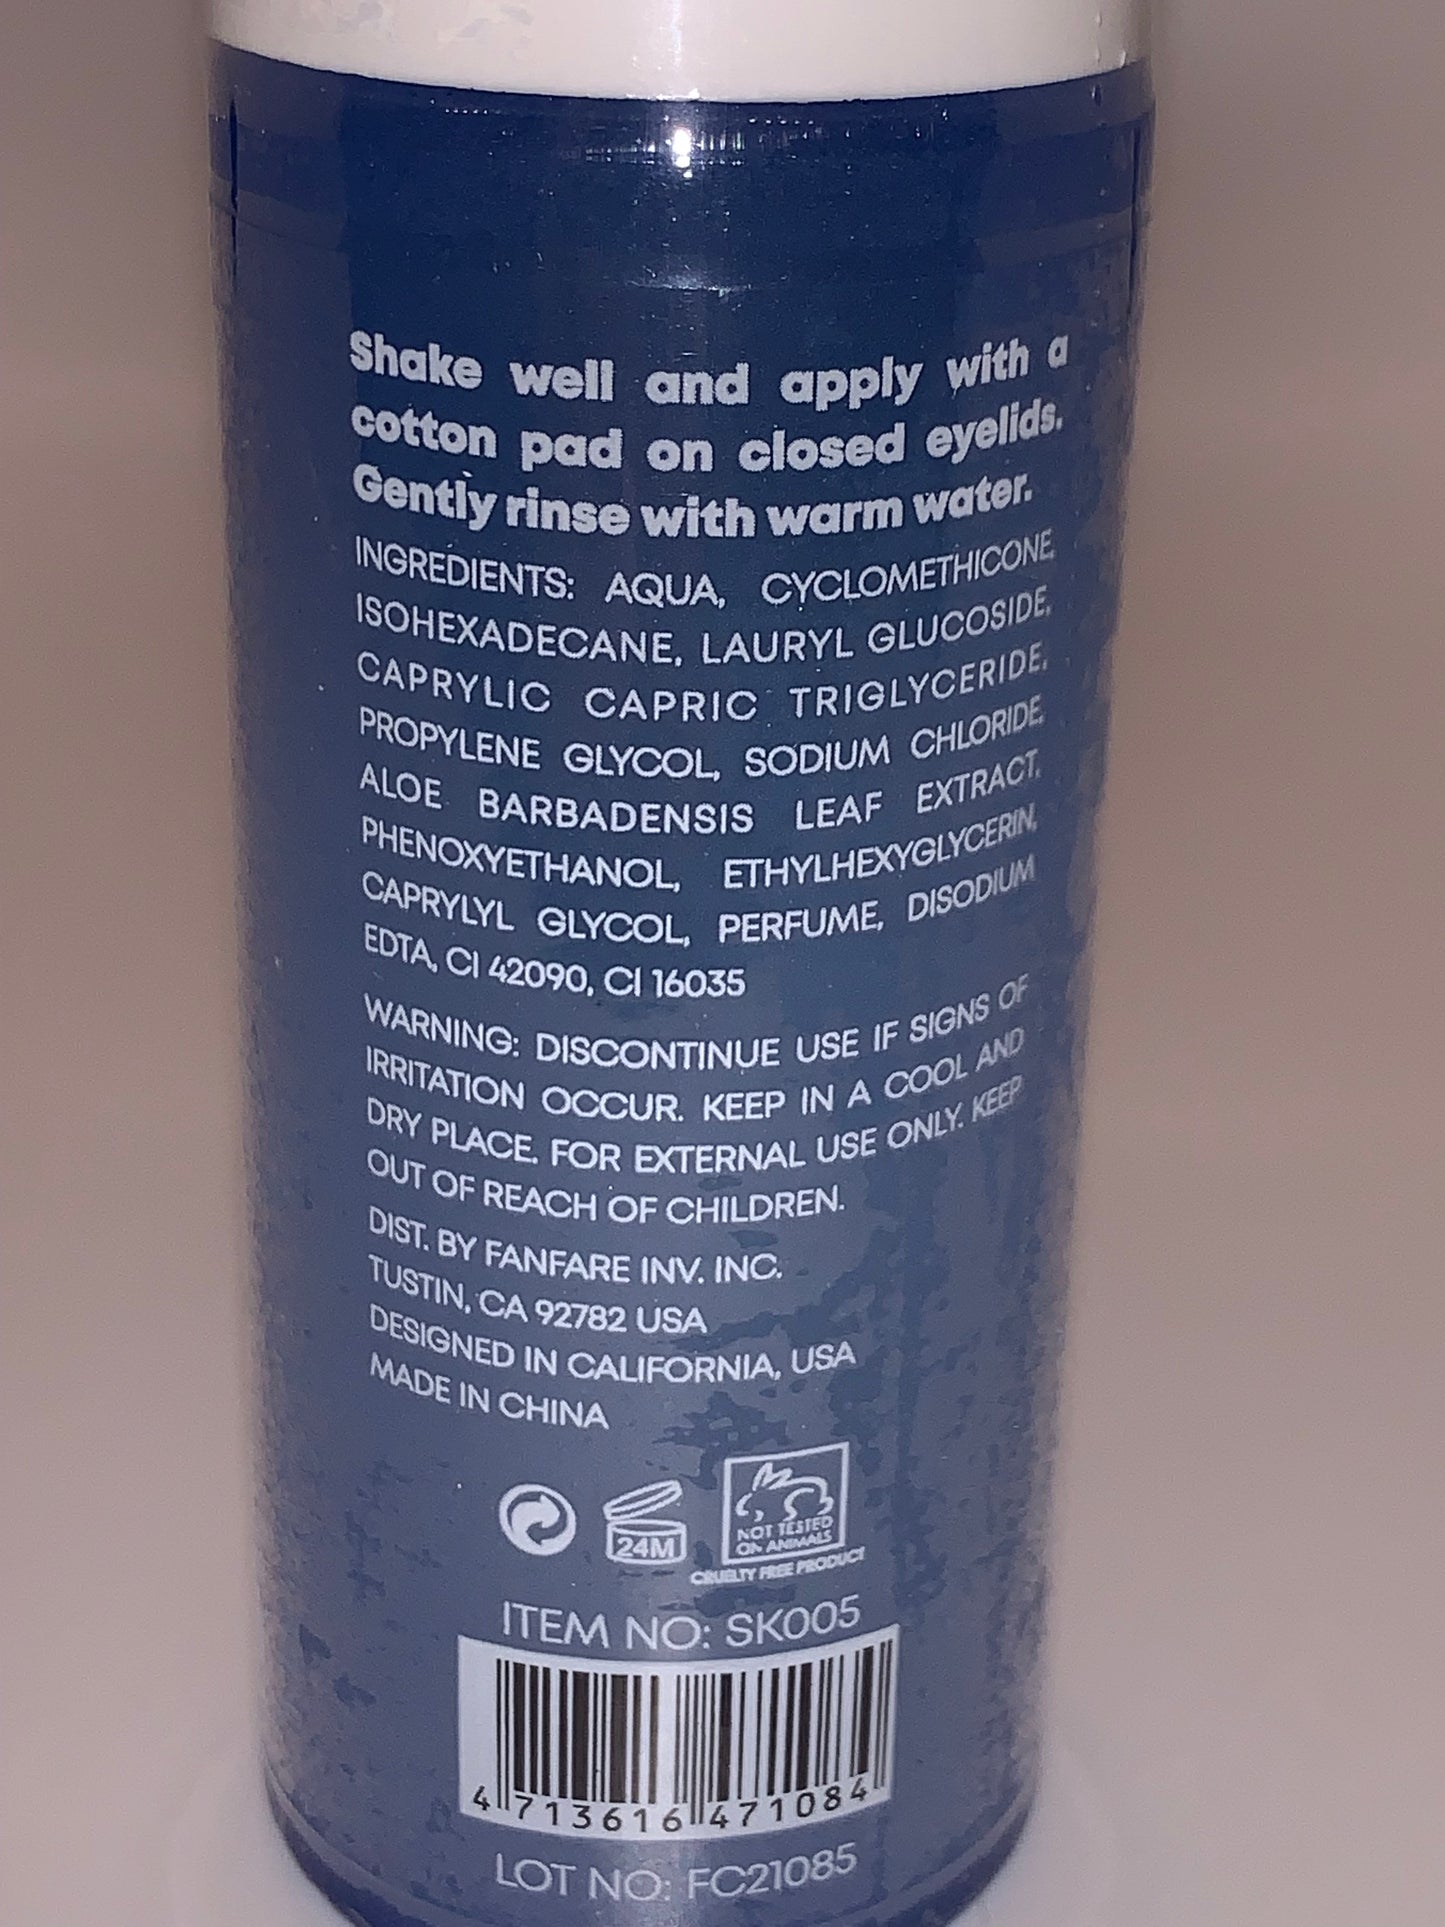 Shake well and apply with a
cotton pad on closed eyelids.
Gently rinse with warm water.
INGREDIENTS: AQUA, CYCLOMETHICONE,
ISOHEXADECANE, LAURYL GLUCOSIDE,
CAPRYLIC CAPRIC TRIGLYCERIDE,
PROPYLENE GLYCOL, SODIUM CHLORIDE,
ALOE BARBADENSIS LEAF EXTRACT,
PHENOXYETHANOL, ETHYLHEXYGLYCERIN,
CAPRYLYL GLYCOL, PERFUME, DISODIUM
EDTA, CI 42090, CI 16035
WARNING: DISCONTINUE USE IF SIGNS OF
IRRITATION OCCUR. KEEP IN A COOL AND
DRY PLACE. FOR EXTERNAL USE ONLY. KEEP
OUT OF REACH OF CHILDREN.
DIST. BY FANFARE INV. INC.
TUSTIN, CA 92782 USA
DESIGNED IN CALIFORNIA, USA
MADE IN CHINA
24M
NOT TESTED
ON ANIMALS
CRUELTY FREE PRODUCT
ITEM NO: SK005
4 713616 471084
LOT NO: FC21085